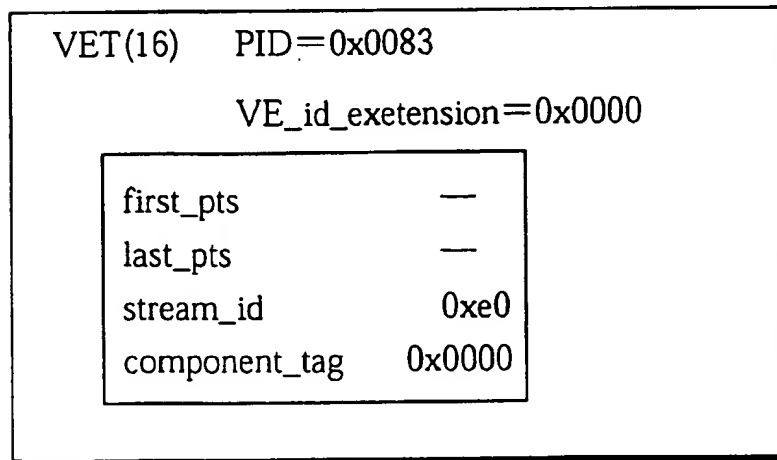 VET(16) PID=0x0083
VE_id_exetension=0x0000
first_pts —
last_pts —
stream_id 0xe0
component_tag 0x0000